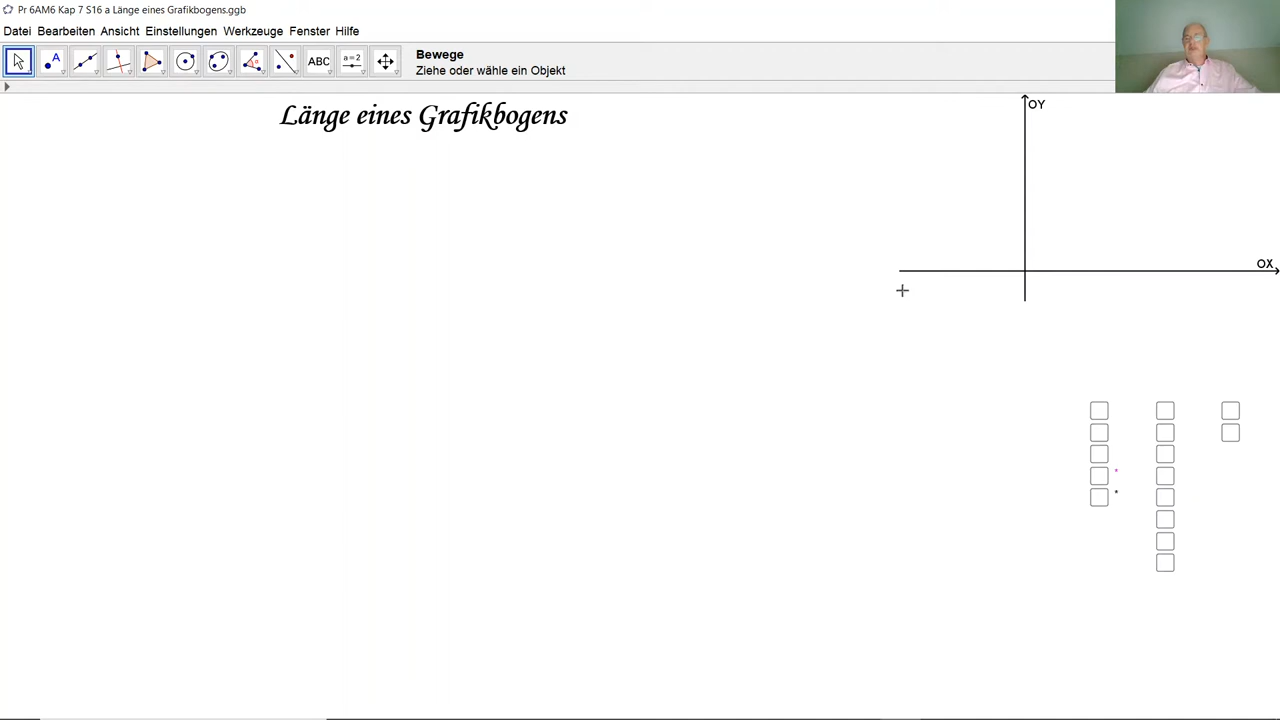 Pr 6AM6 Kap 7 S16 a Länge eines Grafikbogens.ggb
Datei Bearbeiten Ansicht Einstellungen Werkzeuge Fenster Hilfe
A
ABC
a=2
Bewege
Ziehe oder wähle ein Objekt
Länge eines Grafikbogens
OY
OX
*
*